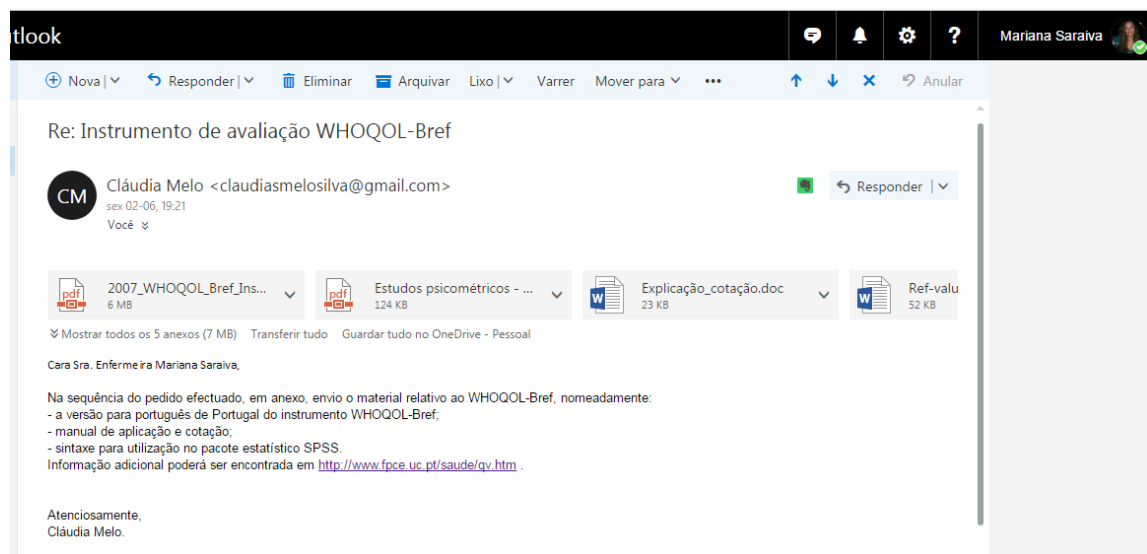 tlook
Mariana Saraiva
Nova | Responder | Eliminar Arquivar Lixo | Varrer Mover para ••• Anular
Re: Instrumento de avaliação WHOQOL-Bref
CM
Cláudia Melo <claudiasmelosilva@gmail.com>
sex 02-06, 19:21
Você
Responder |
2007_WHOQOL_Bref_Ins...
6 MB
Estudos psicométricos - ...
124 KB
Explicação_cotação.doc
23 KB
Ref-valu
52 KB
Mostrar todos os 5 anexos (7 MB) Transferir tudo Guardar tudo no OneDrive - Pessoal
Cara Sra. Enfermeira Mariana Saraiva,
Na sequência do pedido efectuado, em anexo, envio o material relativo ao WHOQOL-Bref, nomeadamente:
- a versão para português de Portugal do instrumento WHOQOL-Bref;
- manual de aplicação e cotação;
- sintaxe para utilização no pacote estatístico SPSS.
Informação adicional poderá ser encontrada em http://www.fpce.uc.pt/saude/qv.htm .
Atenciosamente,
Cláudia Melo.